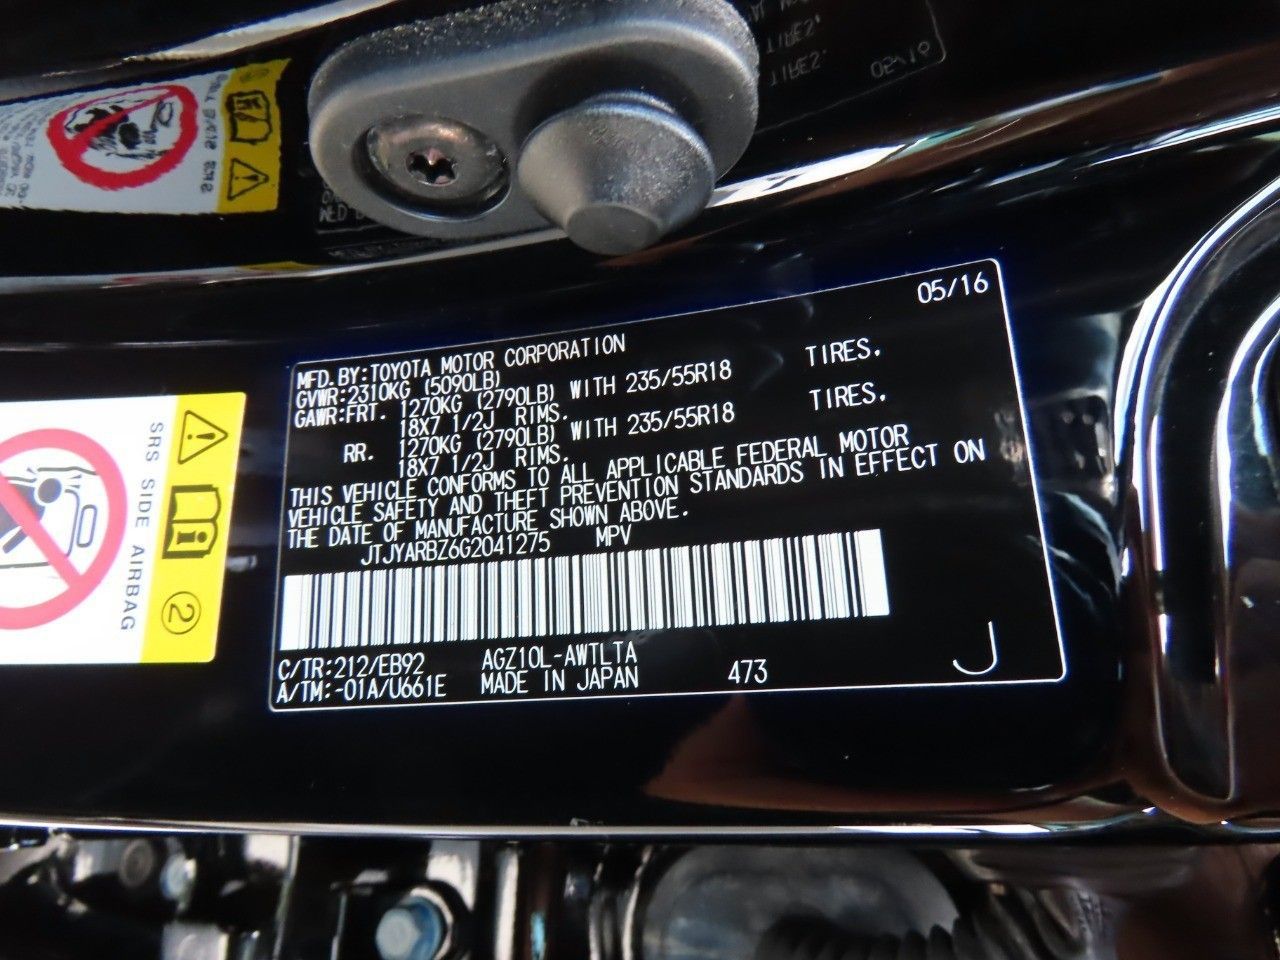 05/16
MFD. BY:TOYOTA MOTOR CORPORATION
GVWR:2310KG (5090LB)
GAWR:FRT. 1270KG (2790LB) WITH 235/55R18 TIRES.
18X7 1/2J RIMS.
RR. 1270KG (2790LB) WITH 235/55R18 TIRES.
18X7 1/2J RIMS.
THIS VEHICLE CONFORMS TO ALL APPLICABLE FEDERAL MOTOR
VEHICLE SAFETY AND THEFT PREVENTION STANDARDS IN EFFECT ON
THE DATE OF MANUFACTURE SHOWN ABOVE.
JTJYARBZ6G2041275 MPV
C/TR:212/EB92 AGZ10L-AWTLTA
A/TM:-01A/U661E MADE IN JAPAN 473
J
SRS SIDE AIRBAG
2